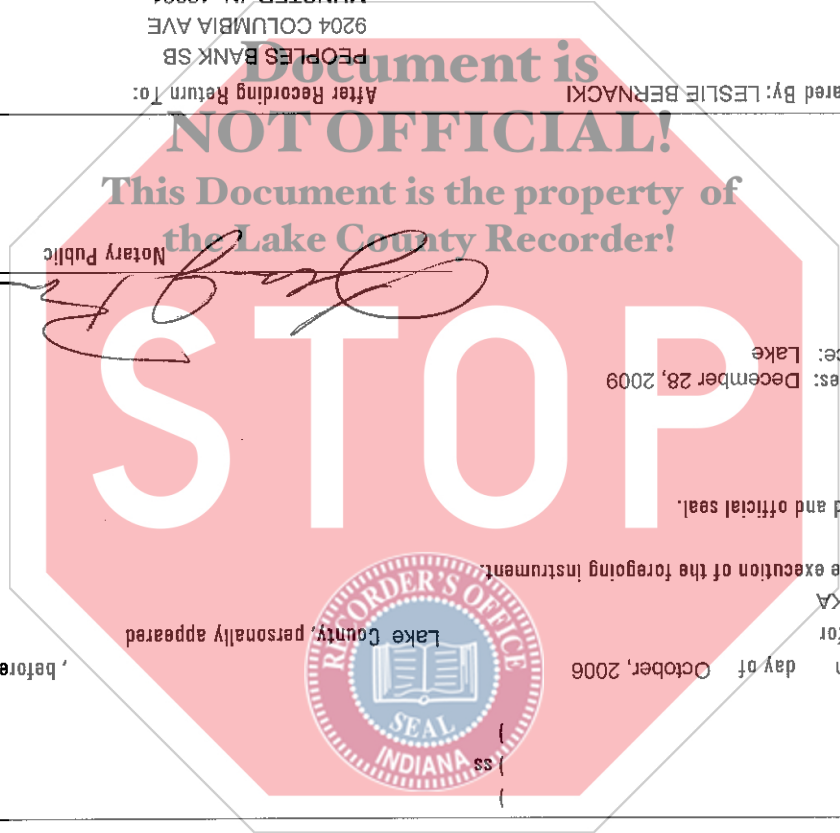 Document is
NOT OFFICIAL!
This Document is the property of
the Lake County Recorder!
STOP
RECORDER'S OFFICE
SEAL
INDIANA
)
) ss
)
day of October, 2006 , before
for Lake County, personally appeared
KA
execution of the foregoing instrument.
and official seal.
es: December 28, 2009
ce: Lake
Notary Public
ared By: LESLIE BERNACKI After Recording Return To:
PEOPLES BANK SB
9204 COLUMBIA AVE